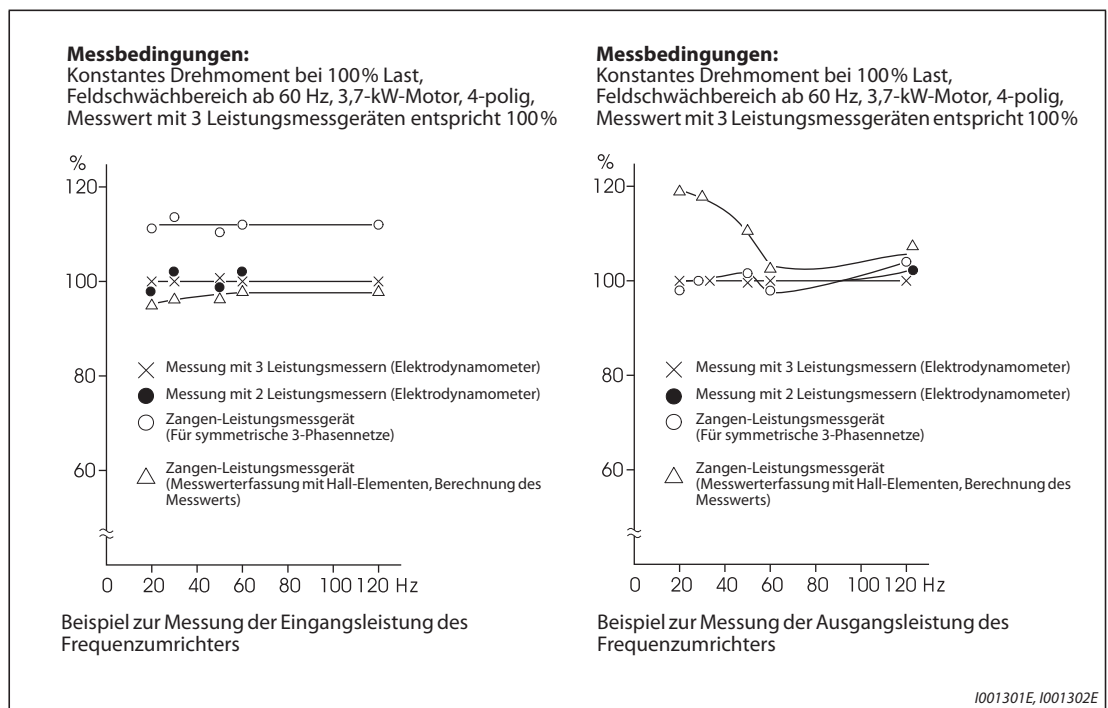 Messbedingungen:
Konstantes Drehmoment bei 100% Last,
Feldschwächbereich ab 60 Hz, 3,7-kW-Motor, 4-polig,
Messwert mit 3 Leistungsmessgeräten entspricht 100%
%
120
100
80
60
Messung mit 3 Leistungsmessern (Elektrodynamometer)
Messung mit 2 Leistungsmessern (Elektrodynamometer)
Zangen-Leistungsmessgerät
(Für symmetrische 3-Phasennetze)
Zangen-Leistungsmessgerät
(Messwerterfassung mit Hall-Elementen, Berechnung des
Messwerts)
0 20 40 60 80 100 120 Hz
Beispiel zur Messung der Eingangsleistung des
Frequenzumrichters
Messbedingungen:
Konstantes Drehmoment bei 100% Last,
Feldschwächbereich ab 60 Hz, 3,7-kW-Motor, 4-polig,
Messwert mit 3 Leistungsmessgeräten entspricht 100%
%
120
100
80
60
Messung mit 3 Leistungsmessern (Elektrodynamometer)
Messung mit 2 Leistungsmessern (Elektrodynamometer)
Zangen-Leistungsmessgerät
(Für symmetrische 3-Phasennetze)
Zangen-Leistungsmessgerät
(Messwerterfassung mit Hall-Elementen, Berechnung des
Messwerts)
0 20 40 60 80 100 120 Hz
Beispiel zur Messung der Ausgangsleistung des
Frequenzumrichters
I001301E, I001302E